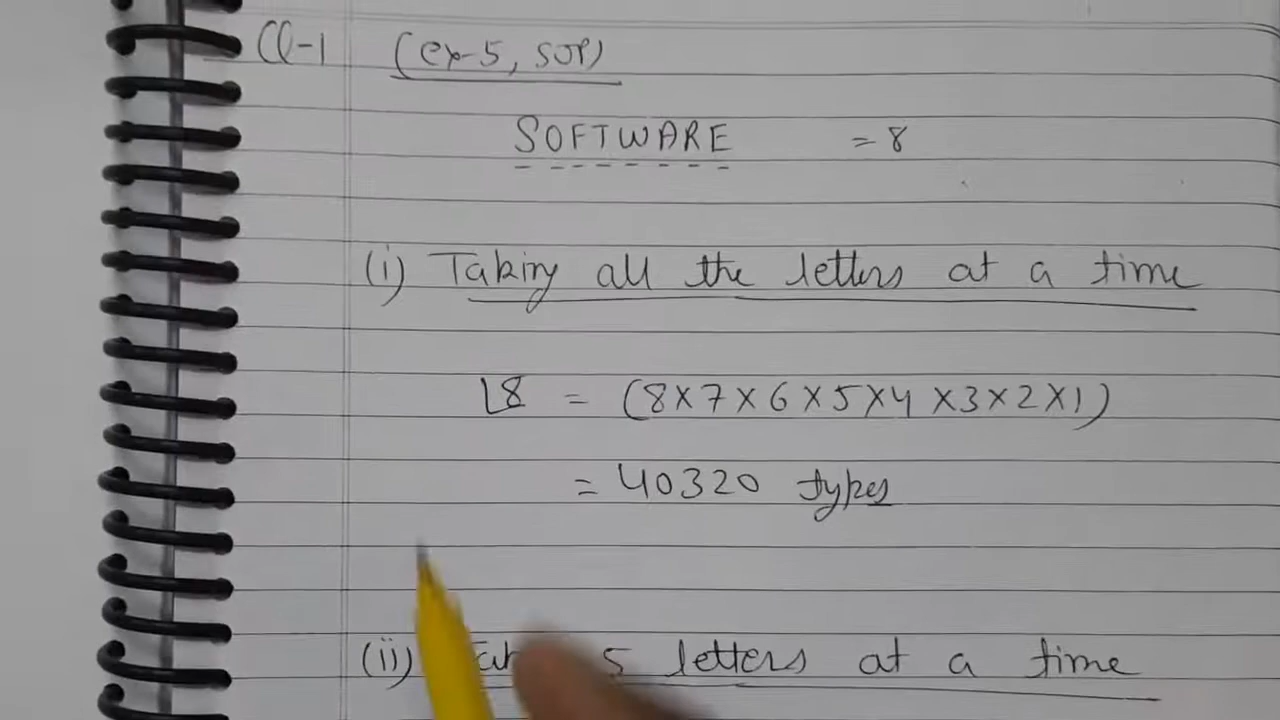 Q-1 (ex-5, SOP)
SOFTWARE = 8
(i) Taking all the letters at a time
⌊8 = (8×7×6×5×4×3×2×1)
= 40320 types
(ii) 5 letters at a time